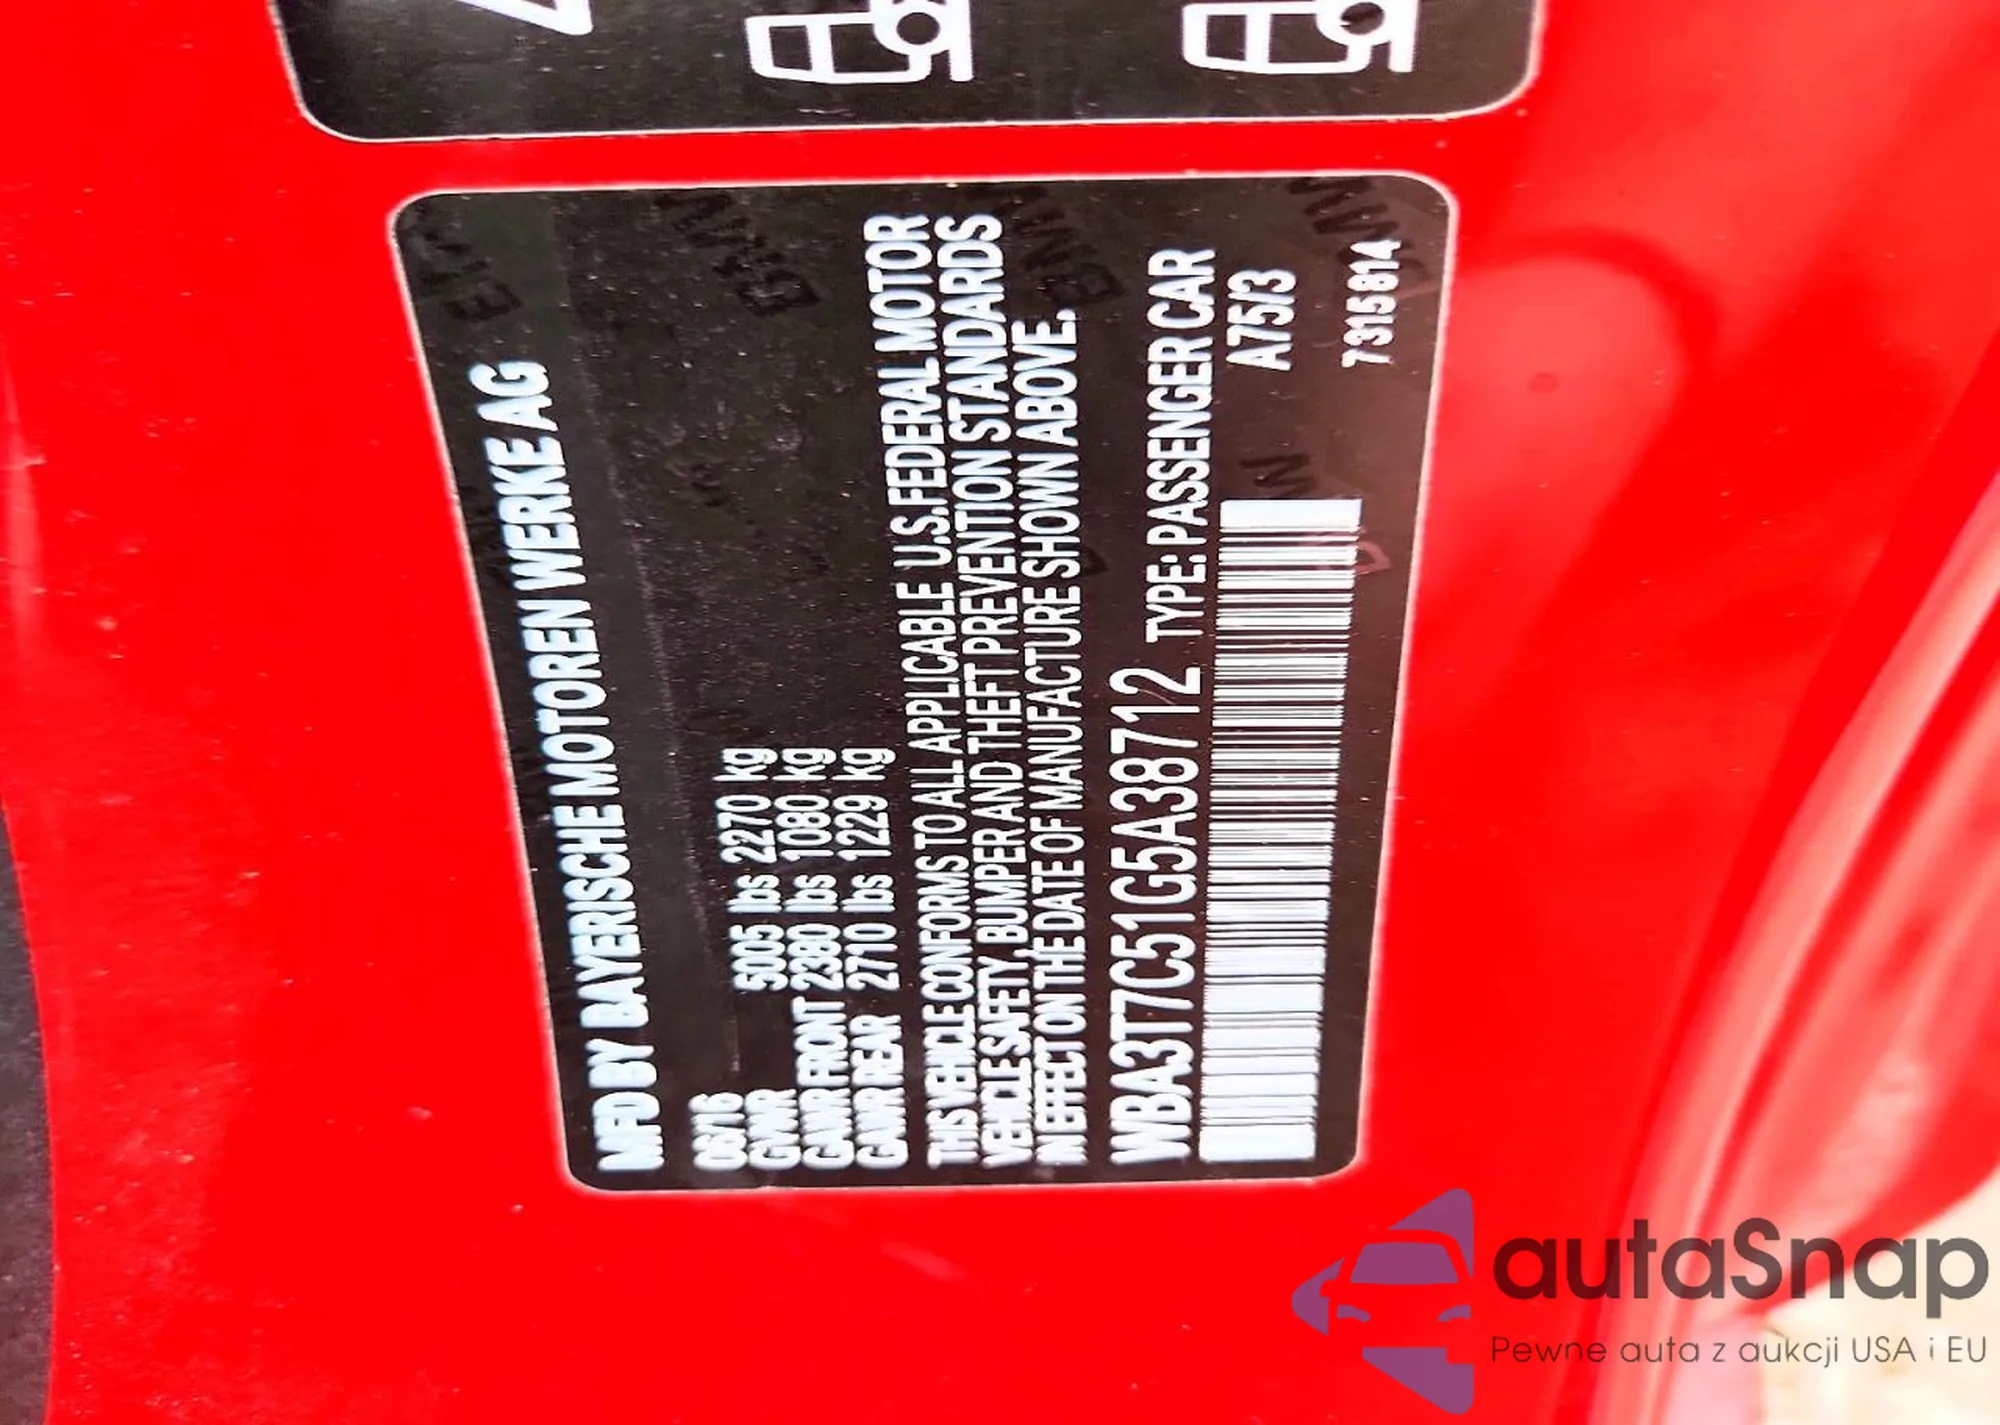 MFD BY BAYERISCHE MOTOREN WERKE AG
06/16
GVWR 5005 lbs 2270 kg
GAWR FRONT 2380 lbs 1080 kg
GAWR REAR 2710 lbs 1229 kg
THIS VEHICLE CONFORMS TO ALL APPLICABLE U.S.FEDERAL MOTOR
VEHICLE SAFETY, BUMPER AND THEFT PREVENTION STANDARDS
IN EFFECT ON THE DATE OF MANUFACTURE SHOWN ABOVE.
WBA3T7C51G5A38712 TYPE: PASSENGER CAR
A75/3
7315814
autaSnap
Pewne auta z aukcji USA i EU